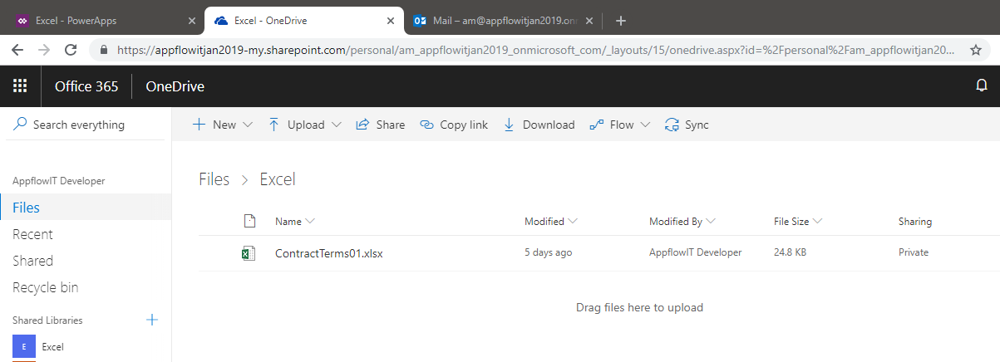 Excel - PowerApps
Excel - OneDrive
Mail – am@appflowitjan2019.onm
https://appflowitjan2019-my.sharepoint.com/personal/am_appflowitjan2019_onmicrosoft_com/_layouts/15/onedrive.aspx?id=%2Fpersonal%2Fam_appflowitjan20...
Office 365 OneDrive
Search everything
New Upload Share Copy link Download Flow Sync
AppflowIT Developer
Files
Recent
Shared
Recycle bin
Shared Libraries
E Excel
Files > Excel
Name Modified Modified By File Size Sharing
ContractTerms01.xlsx 5 days ago AppflowIT Developer 24.8 KB Private
Drag files here to upload